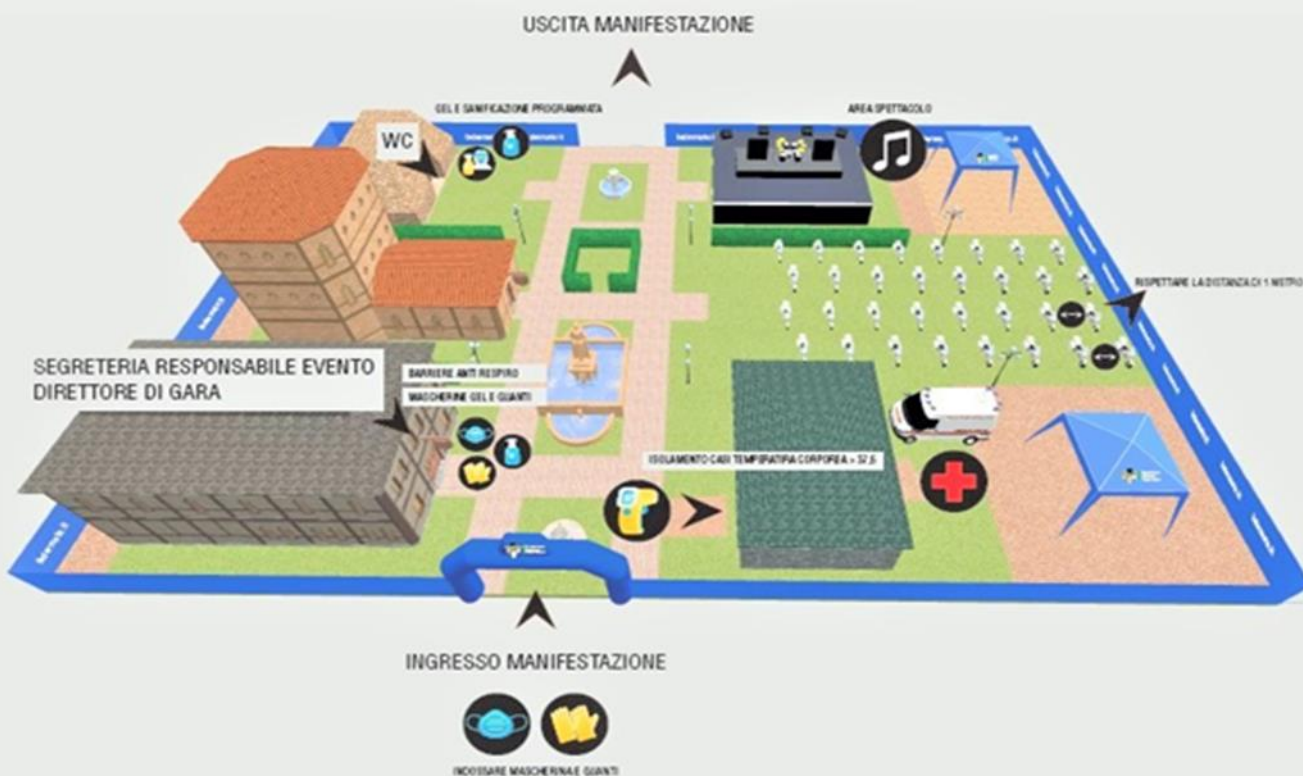 USCITA MANIFESTAZIONE
GEL E SANIFICAZIONE PROGRAMMATA
AREA SPETTACOLO
WC
RISPETTARE LA DISTANZA DI 1 METRO
SEGRETERIA RESPONSABILE EVENTO
DIRETTORE DI GARA
BARRIERE ANTI RESPIRO
MASCHERINE GEL E GUANTI
ISOLAMENTO CASI TEMPERATURA CORPOREA > 37,5
INGRESSO MANIFESTAZIONE
INDOSSARE MASCHERINA E GUANTI